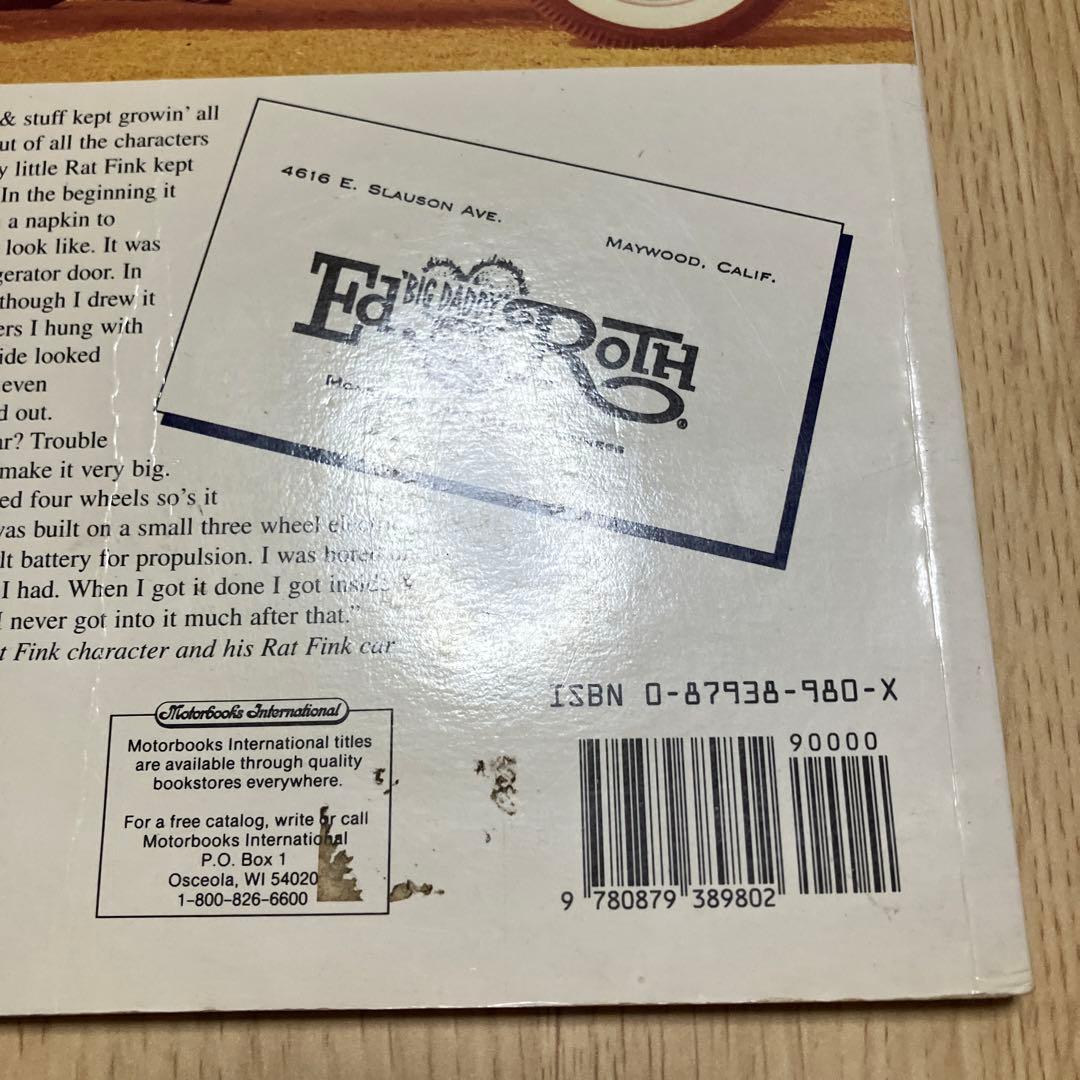 & stuff kept growin' all
ut of all the characters
y little Rat Fink kept
In the beginning it
a napkin to
look like. It was
gerator door. In
though I drew it
ers I hung with
ide looked
even
d out.
ar? Trouble
make it very big.
ed four wheels so's it
was built on a small three wheel
lt battery for propulsion. I was
I had. When I got it done I got inside &
I never got into it much after that."
t Fink character and his Rat Fink car
4616 E. SLAUSON AVE.
MAYWOOD, CALIF.
Ed "BIG DADDY" ROTH®
Motorbooks International
Motorbooks International titles
are available through quality
bookstores everywhere.
For a free catalog, write or call
Motorbooks International
P.O. Box 1
Osceola, WI 54020
1-800-826-6600
ISBN 0-87938-980-X
90000
9 780879 389802